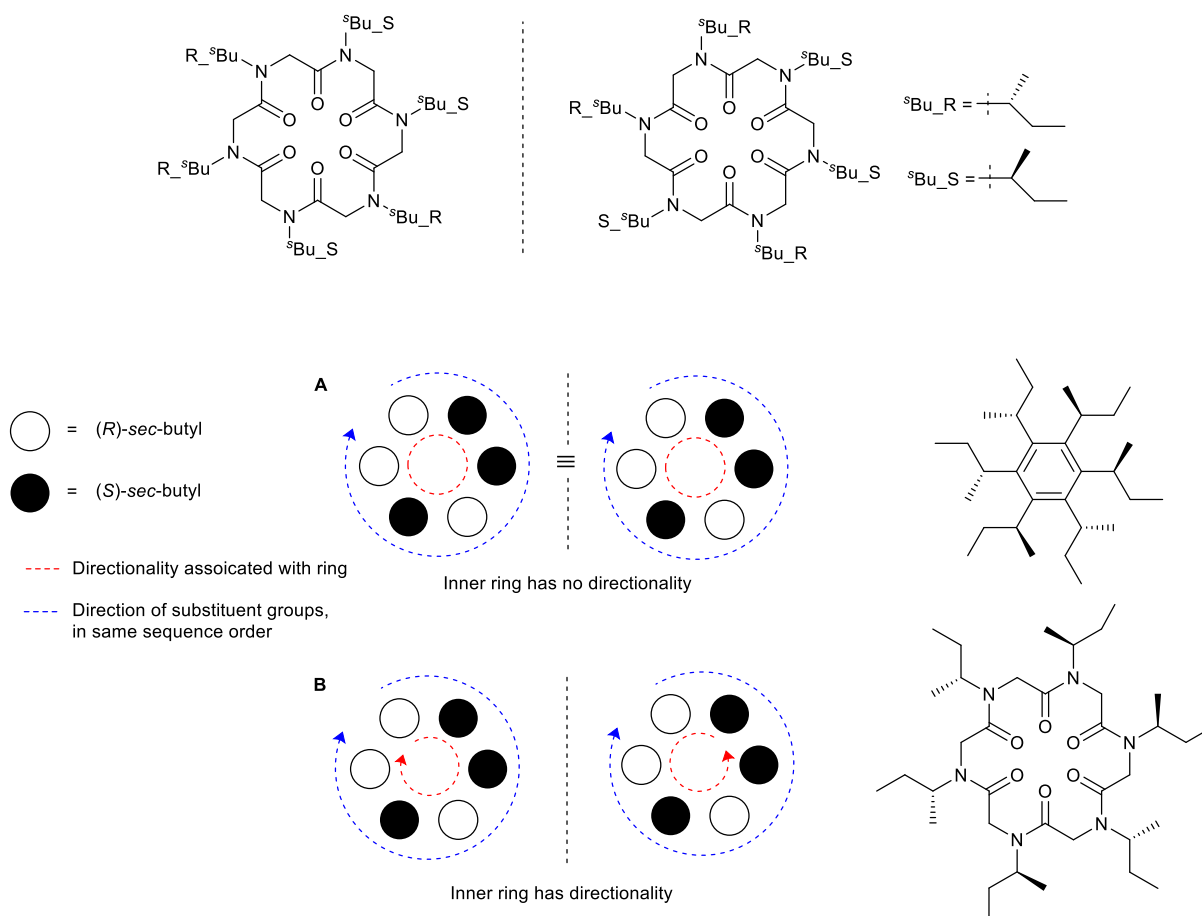 ˢBu_S
R_ˢBu
N
N
O
O
O
N
ˢBu_S
N
R_ˢBu
O
O
O
N
N
ˢBu_R
ˢBu_S
ˢBu_R
N
N
ˢBu_S
O
O
R_ˢBu
N
O
O
O
O
N
ˢBu_S
N
N
S_ˢBu
ˢBu_R
ˢBu_R =
ˢBu_S =
A
= (R)-sec-butyl
= (S)-sec-butyl
≡
Directionality assoicated with ring
Inner ring has no directionality
Direction of substituent groups,
in same sequence order
B
N
N
O
O
O
N
N
O
O
O
N
N
Inner ring has directionality